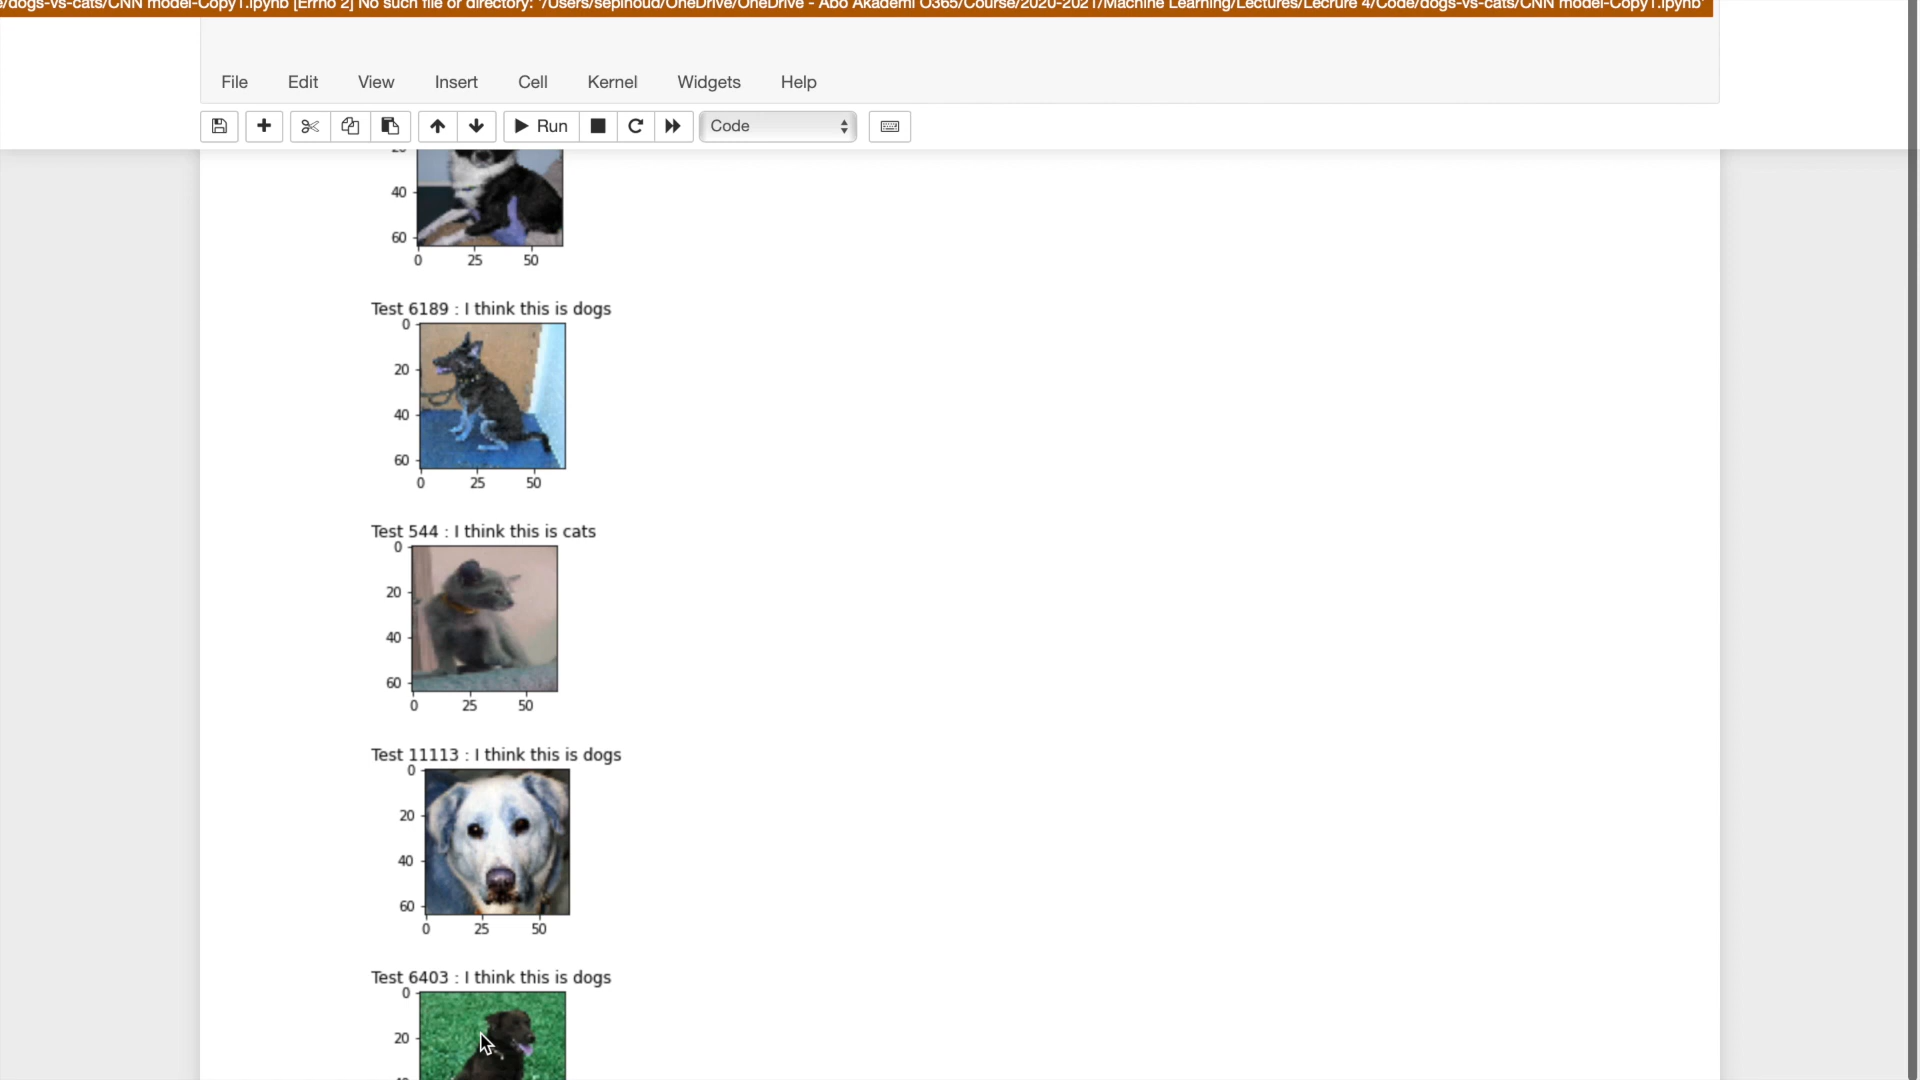 e/dogs-vs-cats/CNN model-Copy1.ipynb [Errno 2] No such file or directory: '/Users/sepinoud/OneDrive/OneDrive - Abo Akademi O365/Course/2020-2021/Machine Learning/Lectures/Lecrure 4/Code/dogs-vs-cats/CNN model-Copy1.ipynb'
File Edit View Insert Cell Kernel Widgets Help
Run Code
20
40
60
0 25 50
Test 6189 : I think this is dogs
0
20
40
60
0 25 50
Test 544 : I think this is cats
0
20
40
60
0 25 50
Test 11113 : I think this is dogs
0
20
40
60
0 25 50
Test 6403 : I think this is dogs
0
20
40